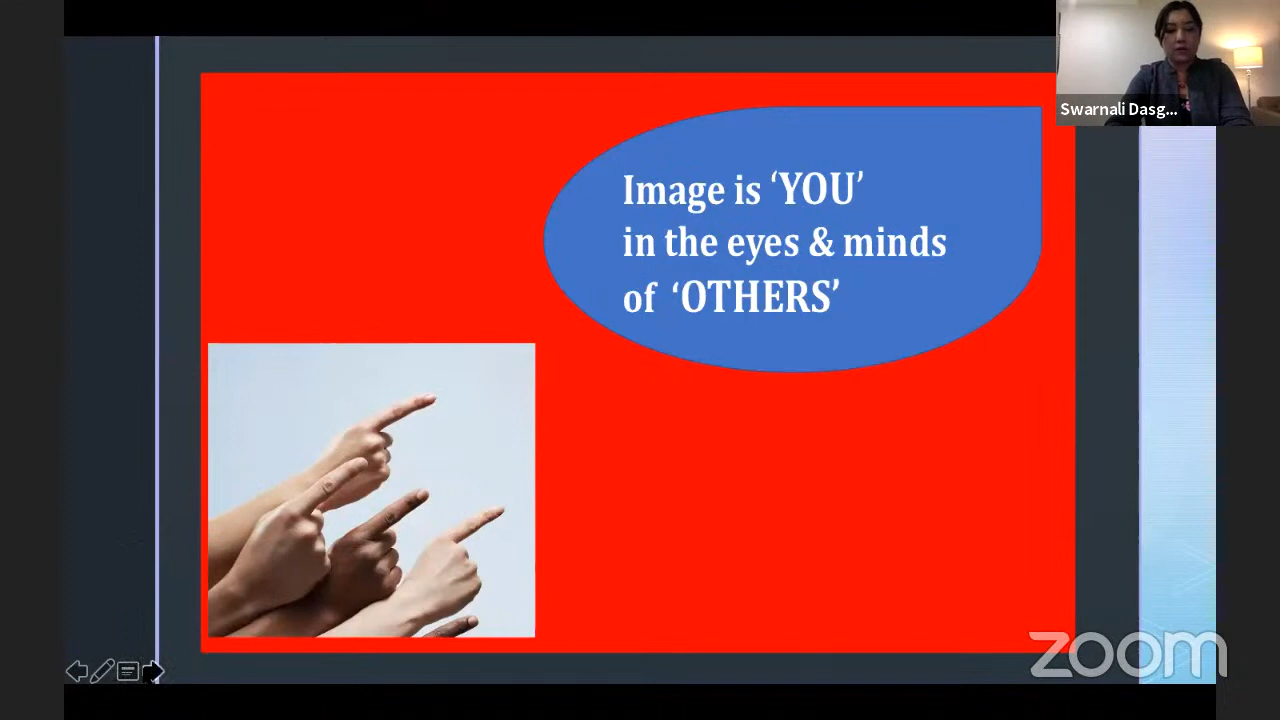 Swarnali Dasg...
Image is ‘YOU’
in the eyes & minds
of ‘OTHERS’
zoom